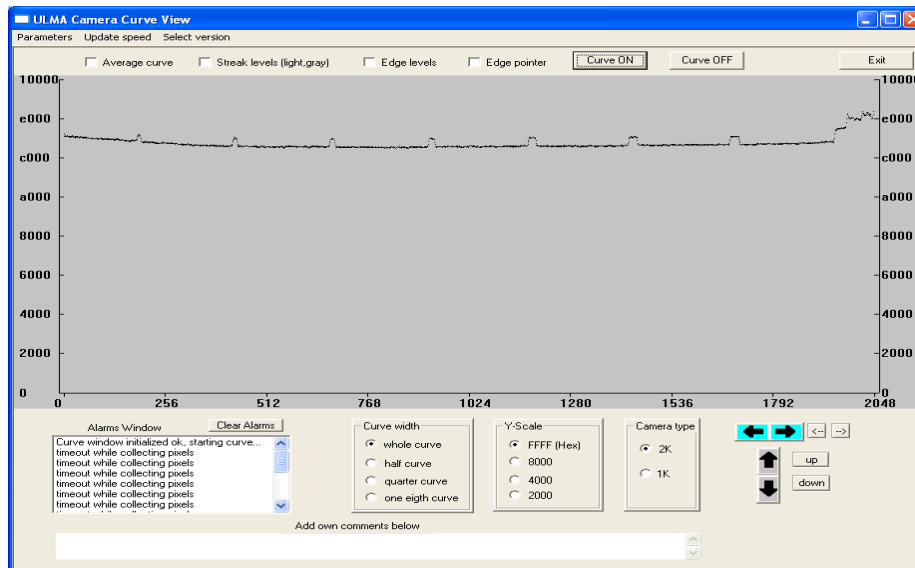 ULMA Camera Curve View
Parameters Update speed Select version
Average curve Streak levels (light,gray) Edge levels Edge pointer Curve ON Curve OFF Exit
10000 10000
e000 e000
c000 c000
a000 a000
8000 8000
6000 6000
4000 4000
2000 2000
0 0
0 256 512 768 1024 1280 1536 1792 2048
Alarms Window Clear Alarms
Curve window initialized ok, starting curve...
timeout while collecting pixels
timeout while collecting pixels
timeout while collecting pixels
timeout while collecting pixels
timeout while collecting pixels
timeout while collecting pixels
Curve width
whole curve
half curve
quarter curve
one eigth curve
Y-Scale
FFFF (Hex)
8000
4000
2000
Camera type
2K
1K
<-- -->
up
down
Add own comments below